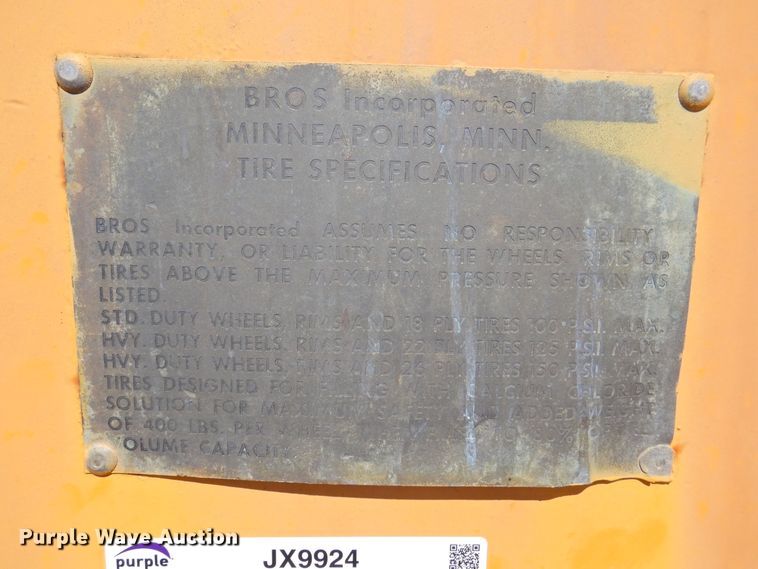 BROS Incorporated
MINNEAPOLIS, MINN.
TIRE SPECIFICATIONS
BROS Incorporated ASSUMES NO RESPONSIBILITY
WARRANTY, OR LIABILITY FOR THE WHEELS, RIMS OR
TIRES ABOVE THE MAXIMUM PRESSURE SHOWN AS
LISTED.
STD. DUTY WHEELS, RIMS AND 18 PLY TIRES 100 P.S.I. MAX.
HVY. DUTY WHEELS, RIMS AND 22 PLY TIRES 125 P.S.I. MAX.
HVY. DUTY WHEELS, RIMS AND 26 PLY TIRES 150 P.S.I. MAX.
TIRES DESIGNED FOR FILLING WITH CALCIUM CHLORIDE
SOLUTION FOR MAXIMUM SAFETY AND ADDED WEIGHT
OF 400 LBS. PER WHEEL
VOLUME CAPACITY
Purple Wave Auction
purple
JX9924